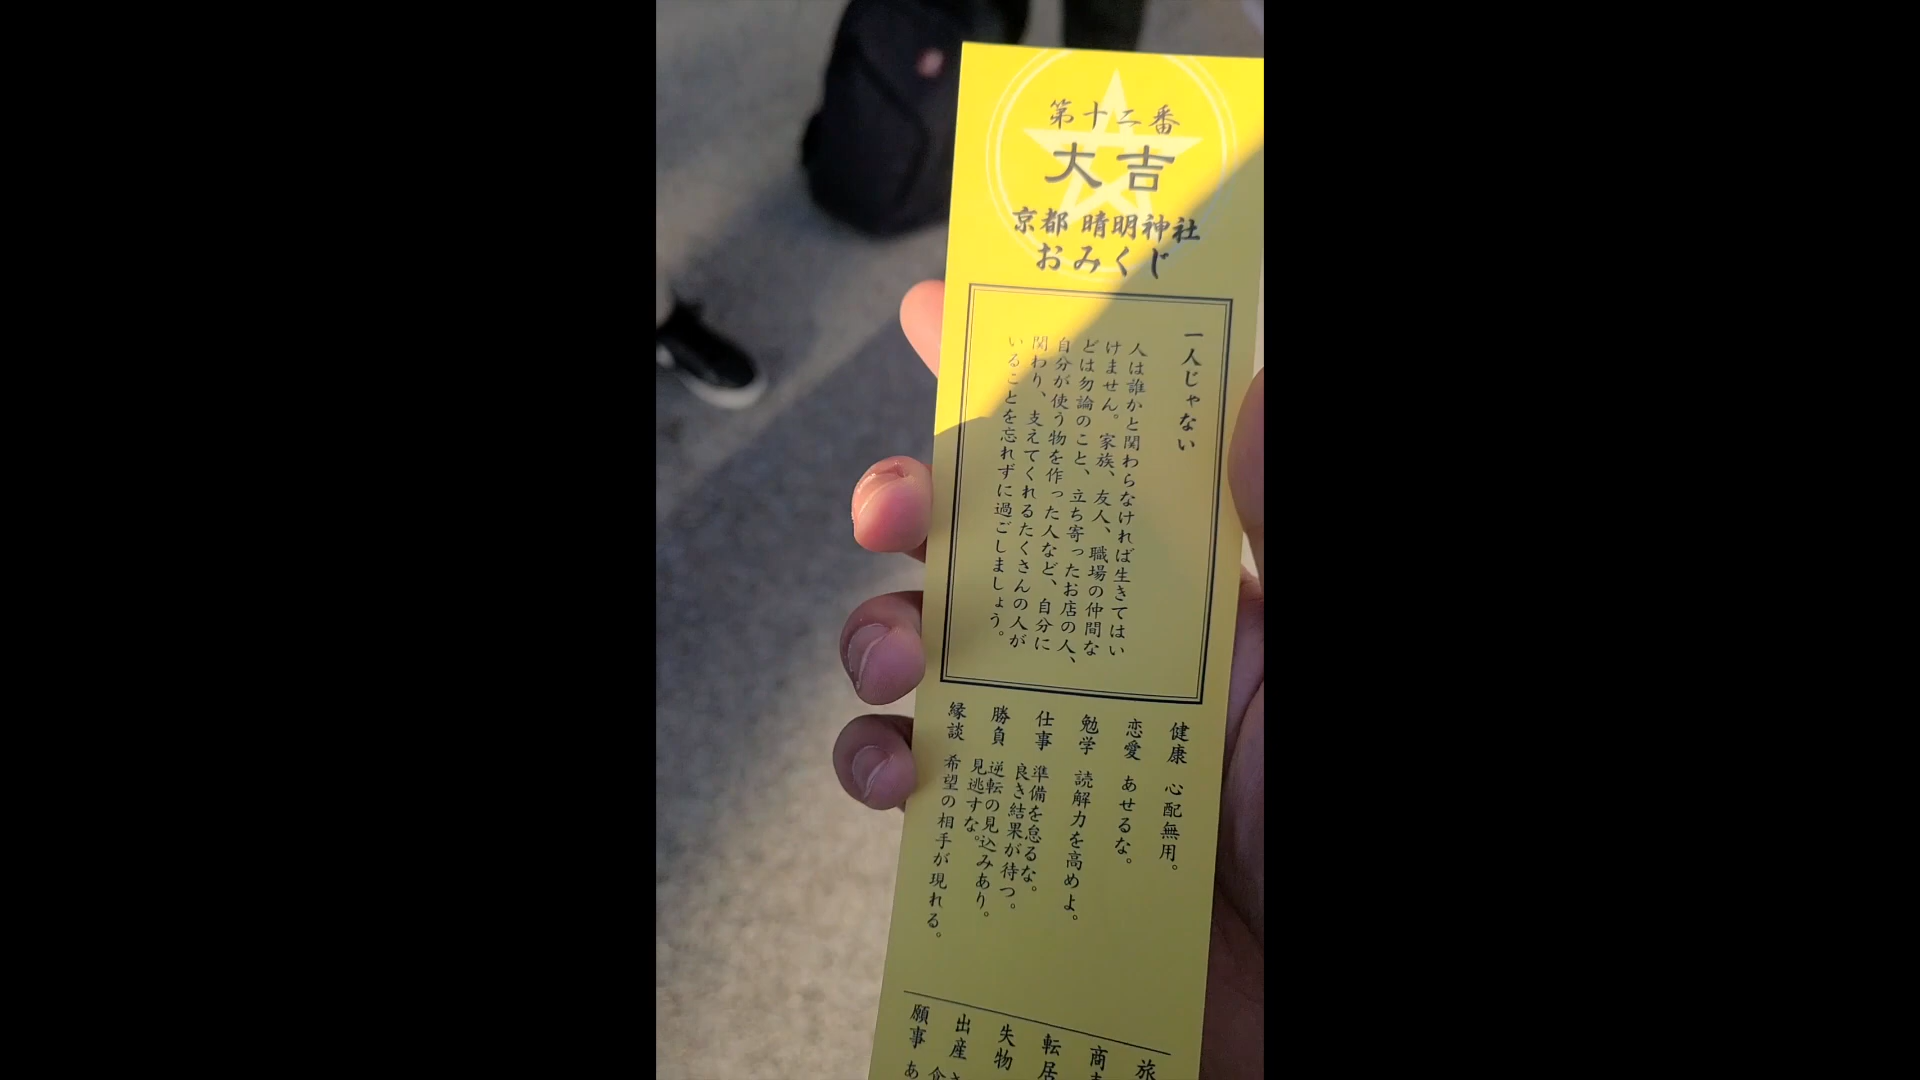 第十二番
大吉
京都 晴明神社
おみくじ
一人じゃない
人は誰かと関わらなければ生きてはい
けません。家族、友人、職場の仲間な
どは勿論のこと、立ち寄ったお店の人、
自分が使う物を作った人など、自分に
関わり、支えてくれるたくさんの人が
いることを忘れずに過ごしましょう。
健康 心配無用。
恋愛 あせるな。
勉学 読解力を高めよ。
仕事 準備を怠るな。
良き結果が待つ。
勝負 逆転の見込みあり。
見逃すな。
縁談 希望の相手が現れる。
旅
商
転居
失物
出産
願事 あ